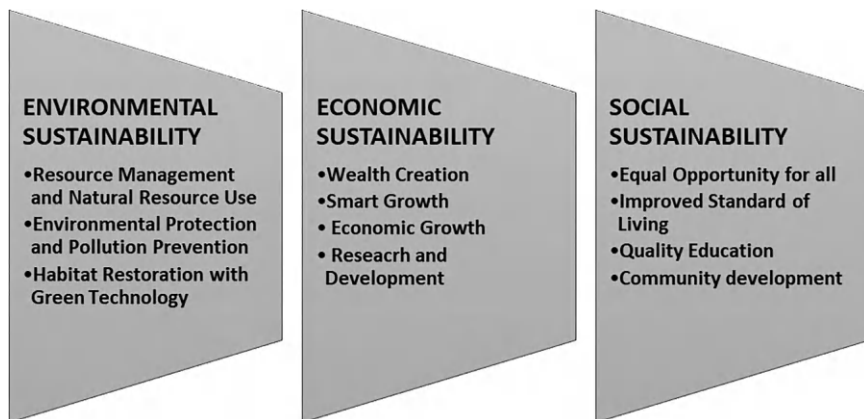 ENVIRONMENTAL
SUSTAINABILITY
•Resource Management
and Natural Resource Use
•Environmental Protection
and Pollution Prevention
•Habitat Restoration with
Green Technology
ECONOMIC
SUSTAINABILITY
•Wealth Creation
•Smart Growth
• Economic Growth
• Reseacrh and
Development
SOCIAL
SUSTAINABILITY
•Equal Opportunity for all
•Improved Standard of
Living
•Quality Education
•Community development